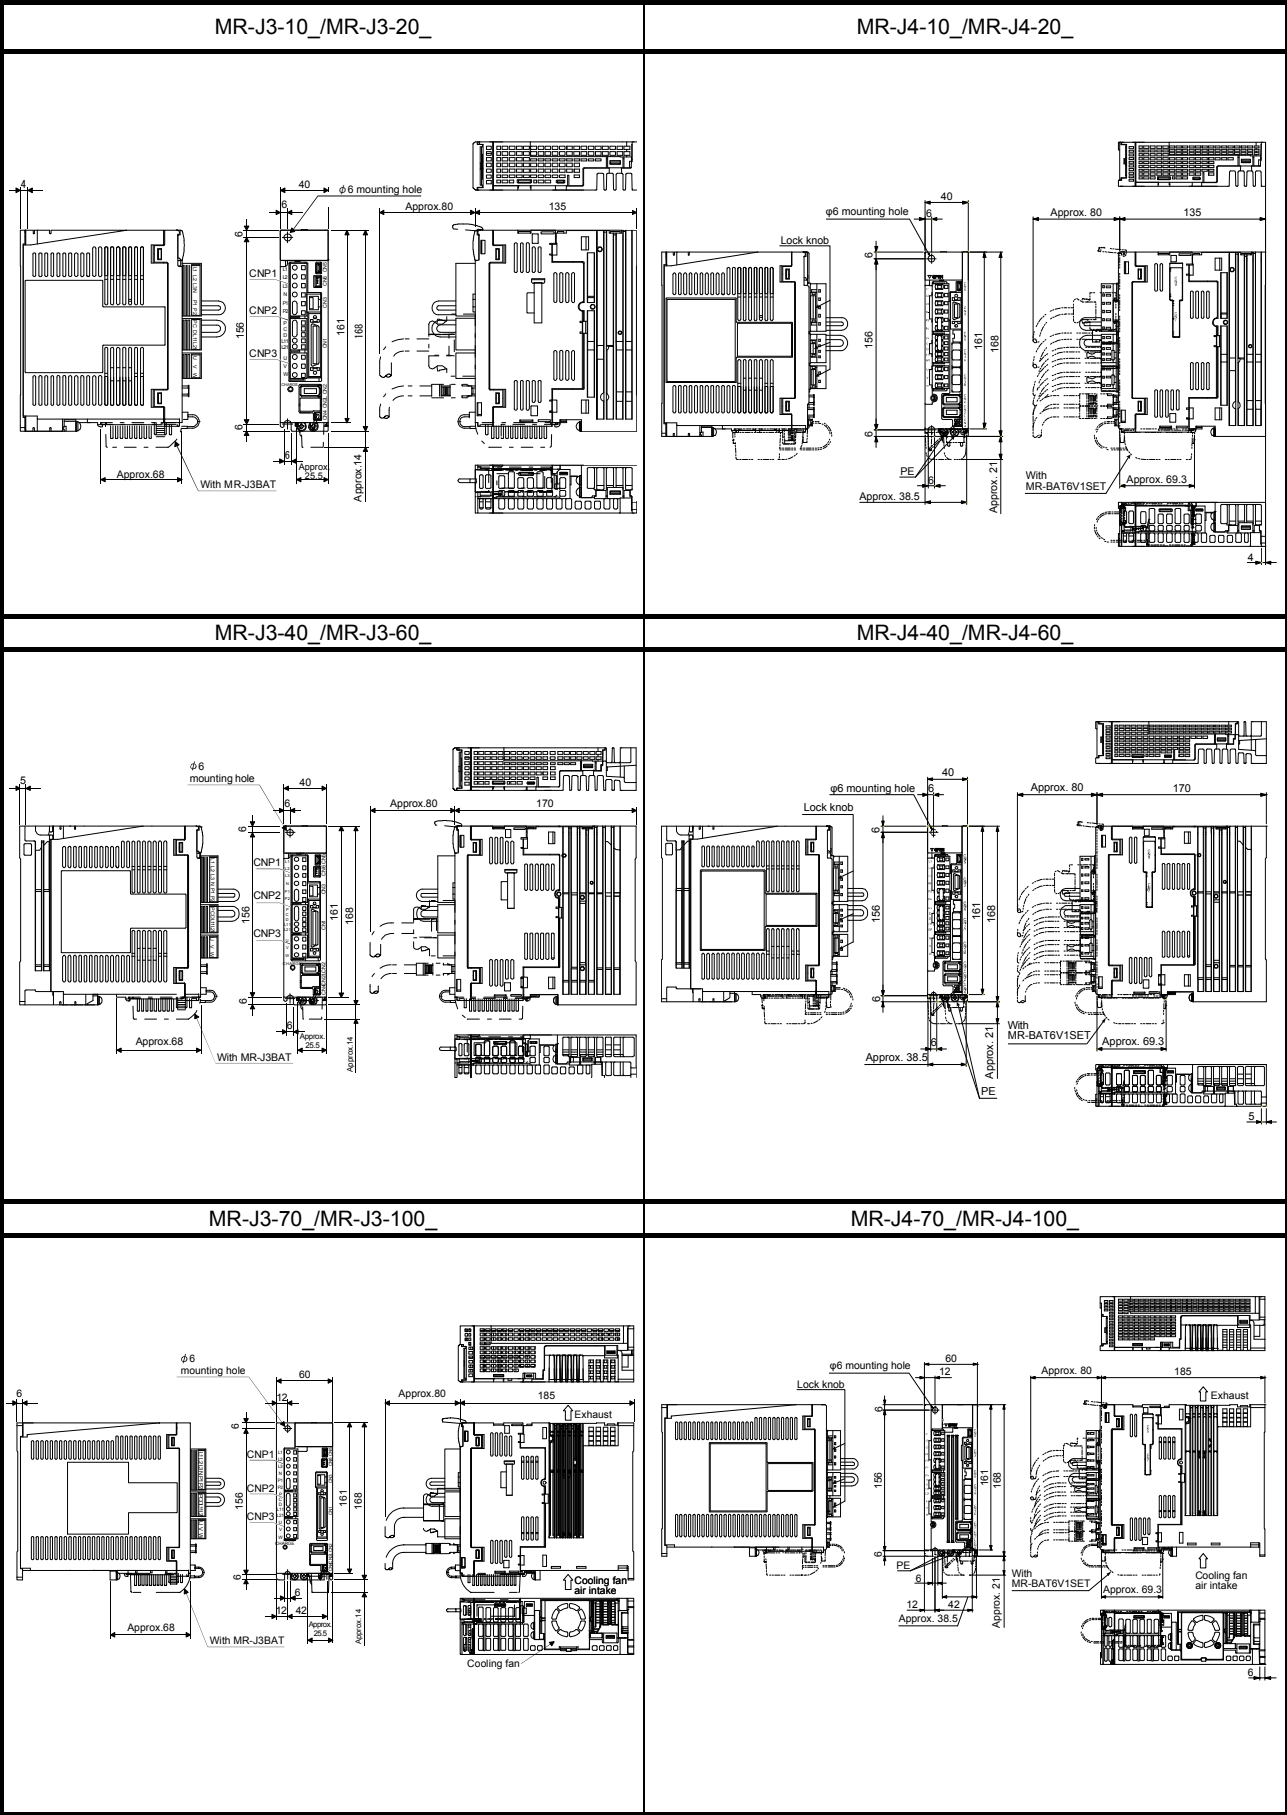 MR-J3-10_/MR-J3-20_
MR-J4-10_/MR-J4-20_
4
6
156
6
Approx.68
With MR-J3BAT
40
φ6 mounting hole
6
CNP1
CNP2
CNP3
161
168
6
Approx.
25.5
Approx.14
Approx.80
135
Lock knob
φ6 mounting hole
40
6
6
156
6
161
168
PE
6
Approx. 38.5
Approx. 21
Approx. 80
135
With
MR-BAT6V1SET
Approx. 69.3
4
MR-J3-40_/MR-J3-60_
MR-J4-40_/MR-J4-60_
5
Approx.68
With MR-J3BAT
φ6
mounting hole
40
6
6
156
6
CNP1
CNP2
CNP3
161
168
6
Approx.
25.5
Approx.14
Approx.80
170
φ6 mounting hole
Lock knob
40
6
6
156
6
161
168
6
Approx. 38.5
PE
Approx. 21
Approx. 80
170
With
MR-BAT6V1SET
Approx. 69.3
5
MR-J3-70_/MR-J3-100_
MR-J4-70_/MR-J4-100_
6
Approx.68
With MR-J3BAT
φ6
mounting hole
60
12
6
156
6
CNP1
CNP2
CNP3
161
168
6
12
42
Approx.
25.5
Approx.14
Approx.80
185
Exhaust
Cooling fan
air intake
Cooling fan
φ6 mounting hole
Lock knob
60
12
6
156
6
161
168
PE
6
12
42
Approx. 38.5
Approx. 21
Approx. 80
185
Exhaust
With
MR-BAT6V1SET
Approx. 69.3
Cooling fan
air intake
6